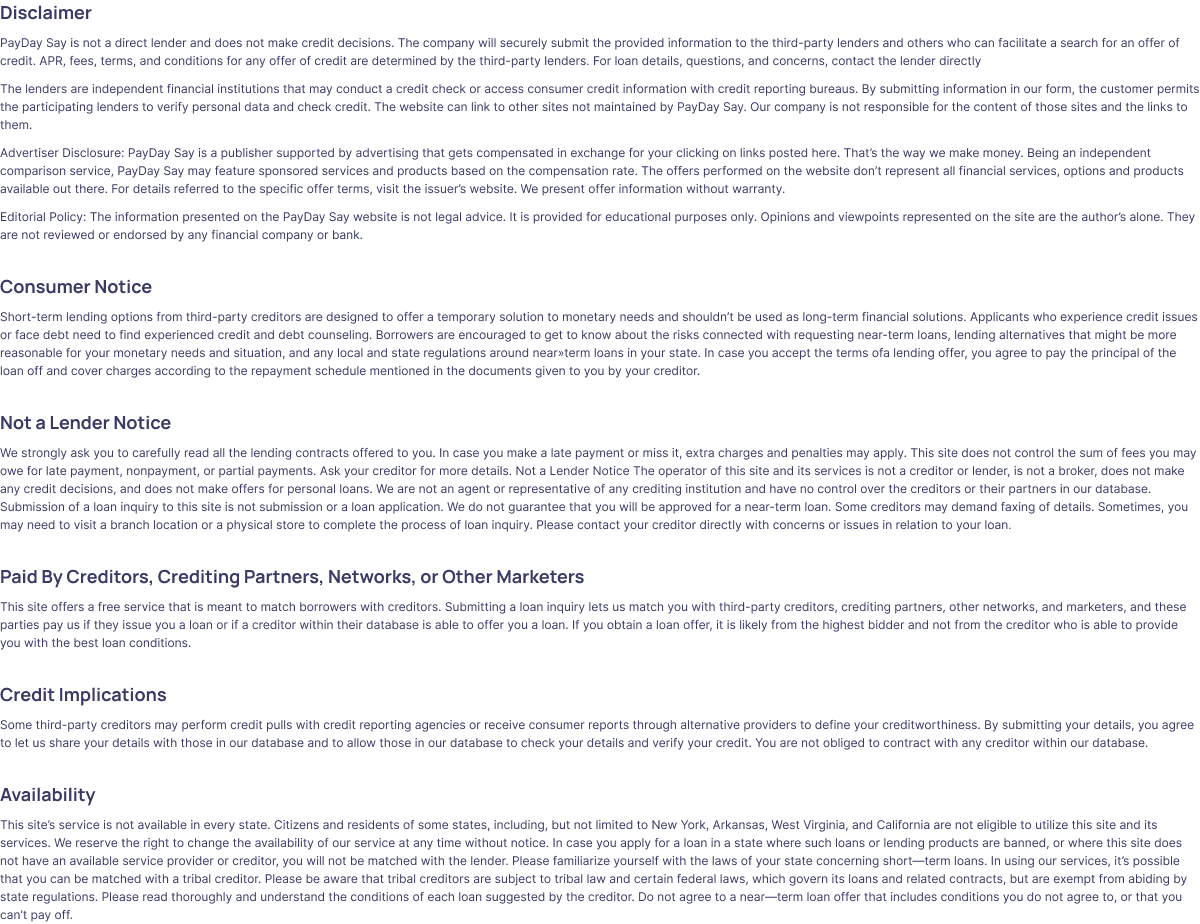 Disclaimer
PayDay Say is not a direct lender and does not make credit decisions. The company will securely submit the provided information to the third-party lenders and others who can facilitate a search for an offer of
credit. APR, fees, terms, and conditions for any offer of credit are determined by the third-party lenders. For loan details, questions, and concerns, contact the lender directly
The lenders are independent financial institutions that may conduct a credit check or access consumer credit information with credit reporting bureaus. By submitting information in our form, the customer permits
the participating lenders to verify personal data and check credit. The website can link to other sites not maintained by PayDay Say. Our company is not responsible for the content of those sites and the links to
them.
Advertiser Disclosure: PayDay Say is a publisher supported by advertising that gets compensated in exchange for your clicking on links posted here. That’s the way we make money. Being an independent
comparison service, PayDay Say may feature sponsored services and products based on the compensation rate. The offers performed on the website don’t represent all financial services, options and products
available out there. For details referred to the specific offer terms, visit the issuer’s website. We present offer information without warranty.
Editorial Policy: The information presented on the PayDay Say website is not legal advice. It is provided for educational purposes only. Opinions and viewpoints represented on the site are the author’s alone. They
are not reviewed or endorsed by any financial company or bank.
Consumer Notice
Short-term lending options from third-party creditors are designed to offer a temporary solution to monetary needs and shouldn’t be used as long-term financial solutions. Applicants who experience credit issues
or face debt need to find experienced credit and debt counseling. Borrowers are encouraged to get to know about the risks connected with requesting near-term loans, lending alternatives that might be more
reasonable for your monetary needs and situation, and any local and state regulations around near»term loans in your state. In case you accept the terms ofa lending offer, you agree to pay the principal of the
loan off and cover charges according to the repayment schedule mentioned in the documents given to you by your creditor.
Not a Lender Notice
We strongly ask you to carefully read all the lending contracts offered to you. In case you make a late payment or miss it, extra charges and penalties may apply. This site does not control the sum of fees you may
owe for late payment, nonpayment, or partial payments. Ask your creditor for more details. Not a Lender Notice The operator of this site and its services is not a creditor or lender, is not a broker, does not make
any credit decisions, and does not make offers for personal loans. We are not an agent or representative of any crediting institution and have no control over the creditors or their partners in our database.
Submission of a loan inquiry to this site is not submission or a loan application. We do not guarantee that you will be approved for a near-term loan. Some creditors may demand faxing of details. Sometimes, you
may need to visit a branch location or a physical store to complete the process of loan inquiry. Please contact your creditor directly with concerns or issues in relation to your loan.
Paid By Creditors, Crediting Partners, Networks, or Other Marketers
This site offers a free service that is meant to match borrowers with creditors. Submitting a loan inquiry lets us match you with third-party creditors, crediting partners, other networks, and marketers, and these
parties pay us if they issue you a loan or if a creditor within their database is able to offer you a loan. If you obtain a loan offer, it is likely from the highest bidder and not from the creditor who is able to provide
you with the best loan conditions.
Credit Implications
Some third-party creditors may perform credit pulls with credit reporting agencies or receive consumer reports through alternative providers to define your creditworthiness. By submitting your details, you agree
to let us share your details with those in our database and to allow those in our database to check your details and verify your credit. You are not obliged to contract with any creditor within our database.
Availability
This site’s service is not available in every state. Citizens and residents of some states, including, but not limited to New York, Arkansas, West Virginia, and California are not eligible to utilize this site and its
services. We reserve the right to change the availability of our service at any time without notice. In case you apply for a loan in a state where such loans or lending products are banned, or where this site does
not have an available service provider or creditor, you will not be matched with the lender. Please familiarize yourself with the laws of your state concerning short—term loans. In using our services, it’s possible
that you can be matched with a tribal creditor. Please be aware that tribal creditors are subject to tribal law and certain federal laws, which govern its loans and related contracts, but are exempt from abiding by
state regulations. Please read thoroughly and understand the conditions of each loan suggested by the creditor. Do not agree to a near—term loan offer that includes conditions you do not agree to, or that you
can’t pay off.